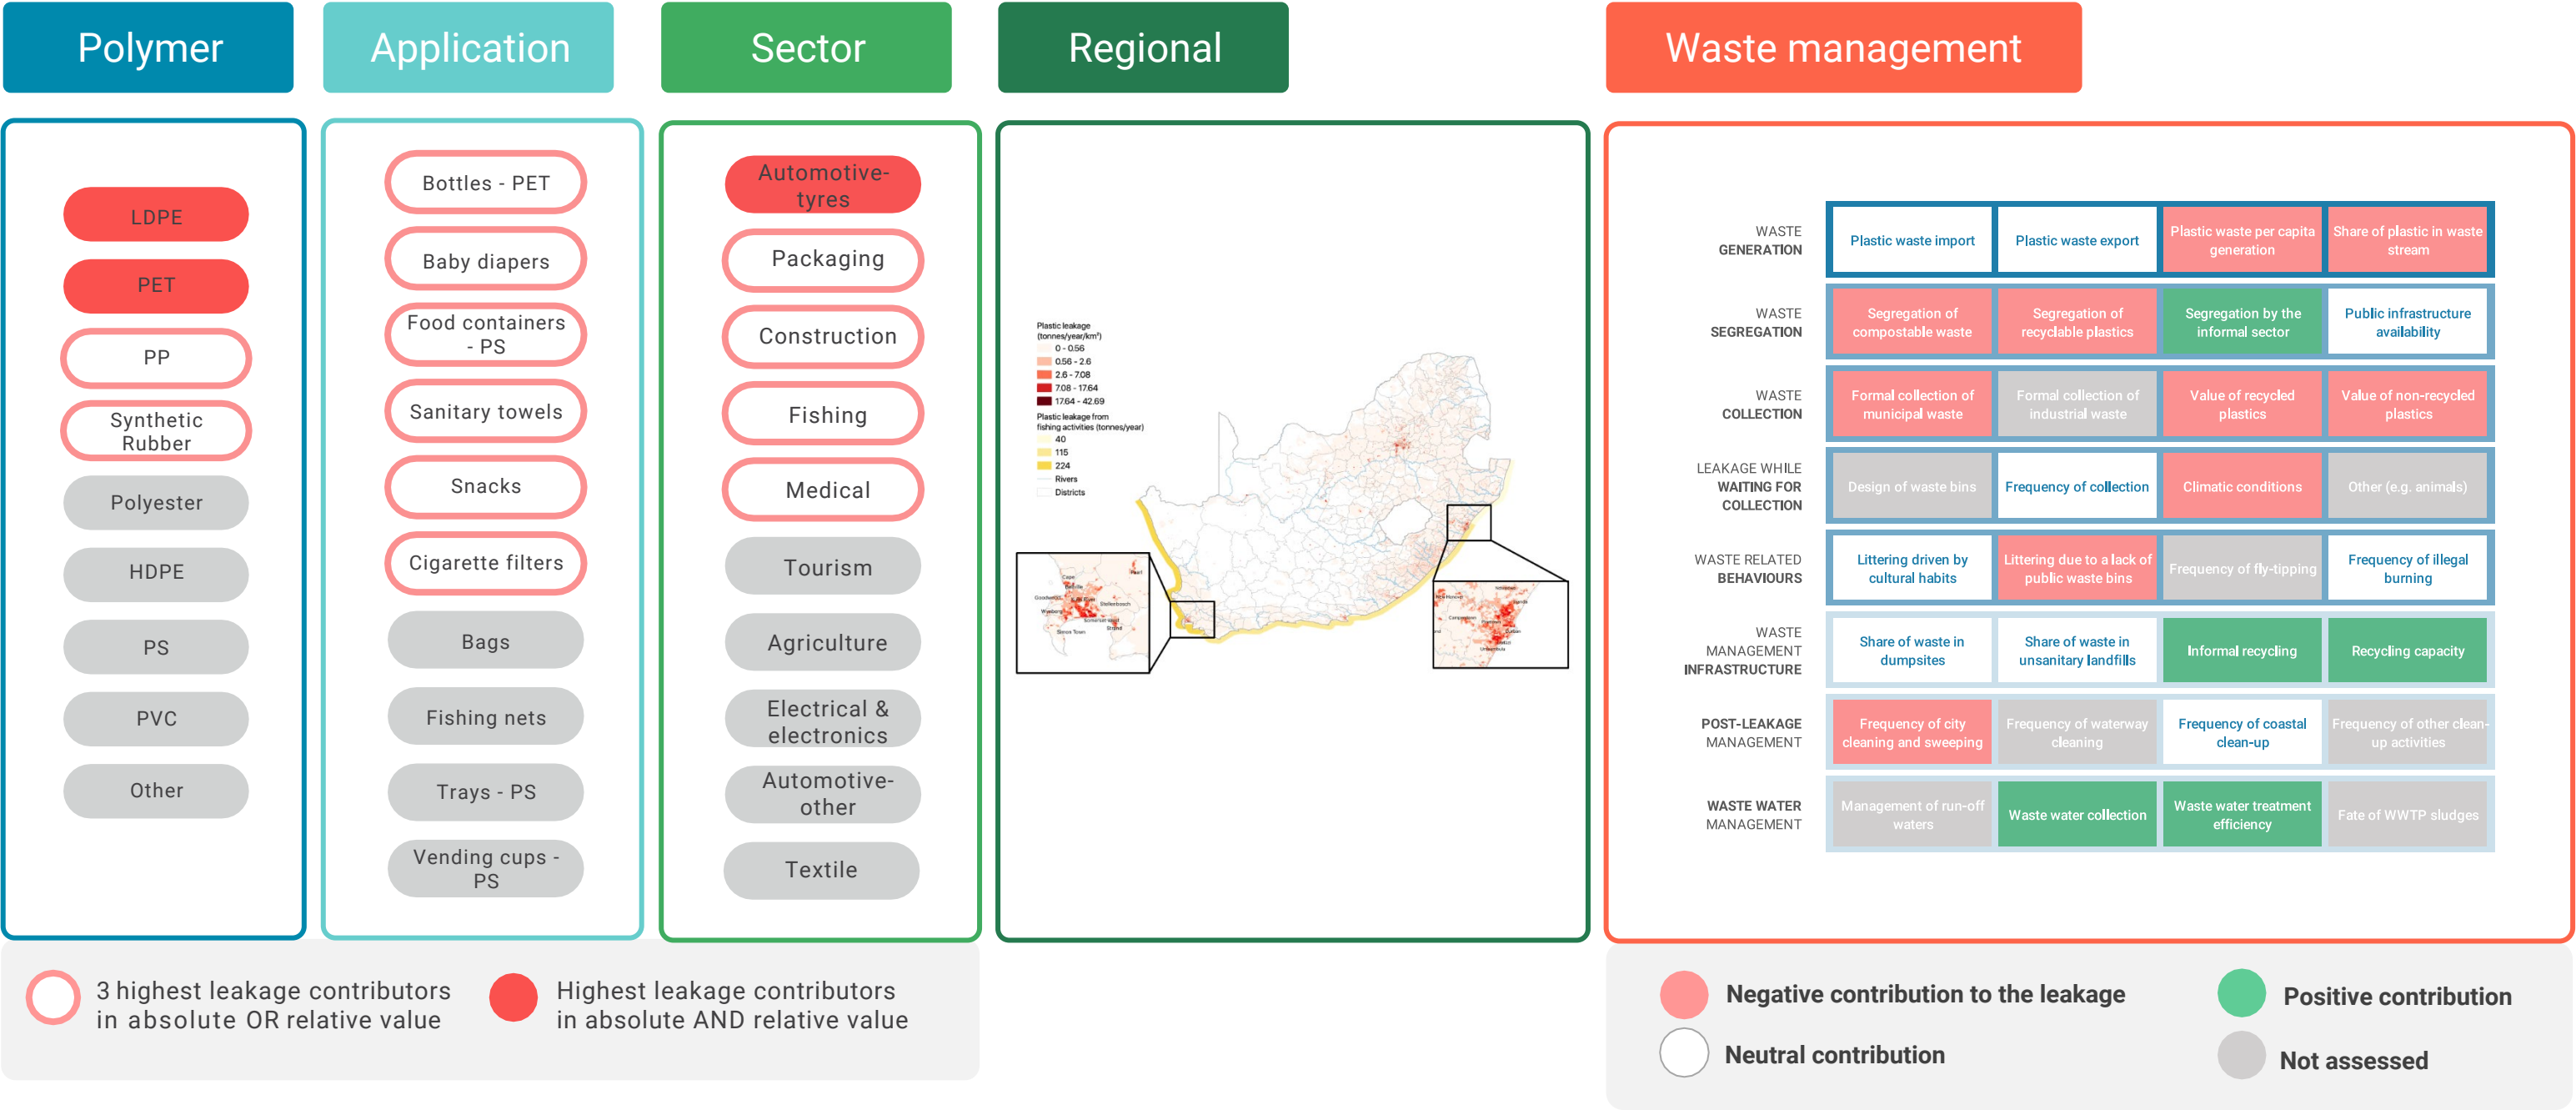 Polymer
Application
Sector
Regional
Waste management
LDPE
PET
PP
Synthetic
Rubber
Polyester
HDPE
PS
PVC
Other
Bottles - PET
Baby diapers
Food containers
- PS
Sanitary towels
Snacks
Cigarette filters
Bags
Fishing nets
Trays - PS
Vending cups -
PS
Automotive-
tyres
Packaging
Construction
Fishing
Medical
Tourism
Agriculture
Electrical &
electronics
Automotive-
other
Textile
Plastic leakage
(tonnes/year/km²)
0 - 0.56
0.56 - 2.6
2.6 - 7.08
7.08 - 17.64
17.64 - 42.69
Plastic leakage from
fishing activities (tonnes/year)
40
115
224
Rivers
Districts
Cape
Stellenbosch
Simon Town
Strand
Durban
WASTE
GENERATION
Plastic waste import
Plastic waste export
Plastic waste per capita
generation
Share of plastic in waste
stream
WASTE
SEGREGATION
Segregation of
compostable waste
Segregation of
recyclable plastics
Segregation by the
informal sector
Public infrastructure
availability
WASTE
COLLECTION
Formal collection of
municipal waste
Formal collection of
industrial waste
Value of recycled
plastics
Value of non-recycled
plastics
LEAKAGE WHILE
WAITING FOR
COLLECTION
Design of waste bins
Frequency of collection
Climatic conditions
Other (e.g. animals)
WASTE RELATED
BEHAVIOURS
Littering driven by
cultural habits
Littering due to a lack of
public waste bins
Frequency of fly-tipping
Frequency of illegal
burning
WASTE
MANAGEMENT
INFRASTRUCTURE
Share of waste in
dumpsites
Share of waste in
unsanitary landfills
Informal recycling
Recycling capacity
POST-LEAKAGE
MANAGEMENT
Frequency of city
cleaning and sweeping
Frequency of waterway
cleaning
Frequency of coastal
clean-up
Frequency of other clean-
up activities
WASTE WATER
MANAGEMENT
Management of run-off
waters
Waste water collection
Waste water treatment
efficiency
Fate of WWTP sludges
3 highest leakage contributors
in absolute OR relative value
Highest leakage contributors
in absolute AND relative value
Negative contribution to the leakage
Positive contribution
Neutral contribution
Not assessed